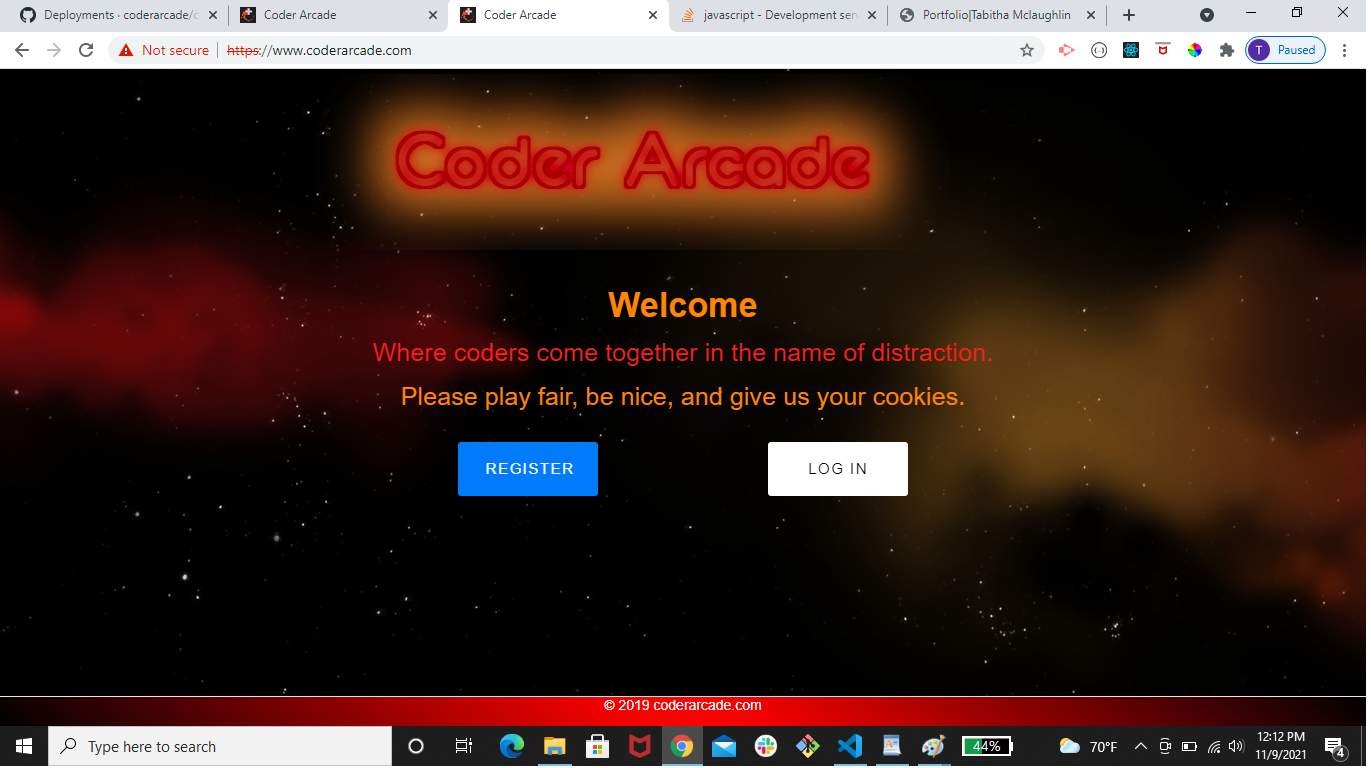 Deployments · coderarcade/c
Coder Arcade
Coder Arcade
javascript - Development ser
Portfolio|Tabitha Mclaughlin
Not secure
https://www.coderarcade.com
T
Paused
Coder Arcade
Welcome
Where coders come together in the name of distraction.
Please play fair, be nice, and give us your cookies.
REGISTER
LOG IN
© 2019 coderarcade.com
Type here to search
44%
70°F
12:12 PM
11/9/2021
4